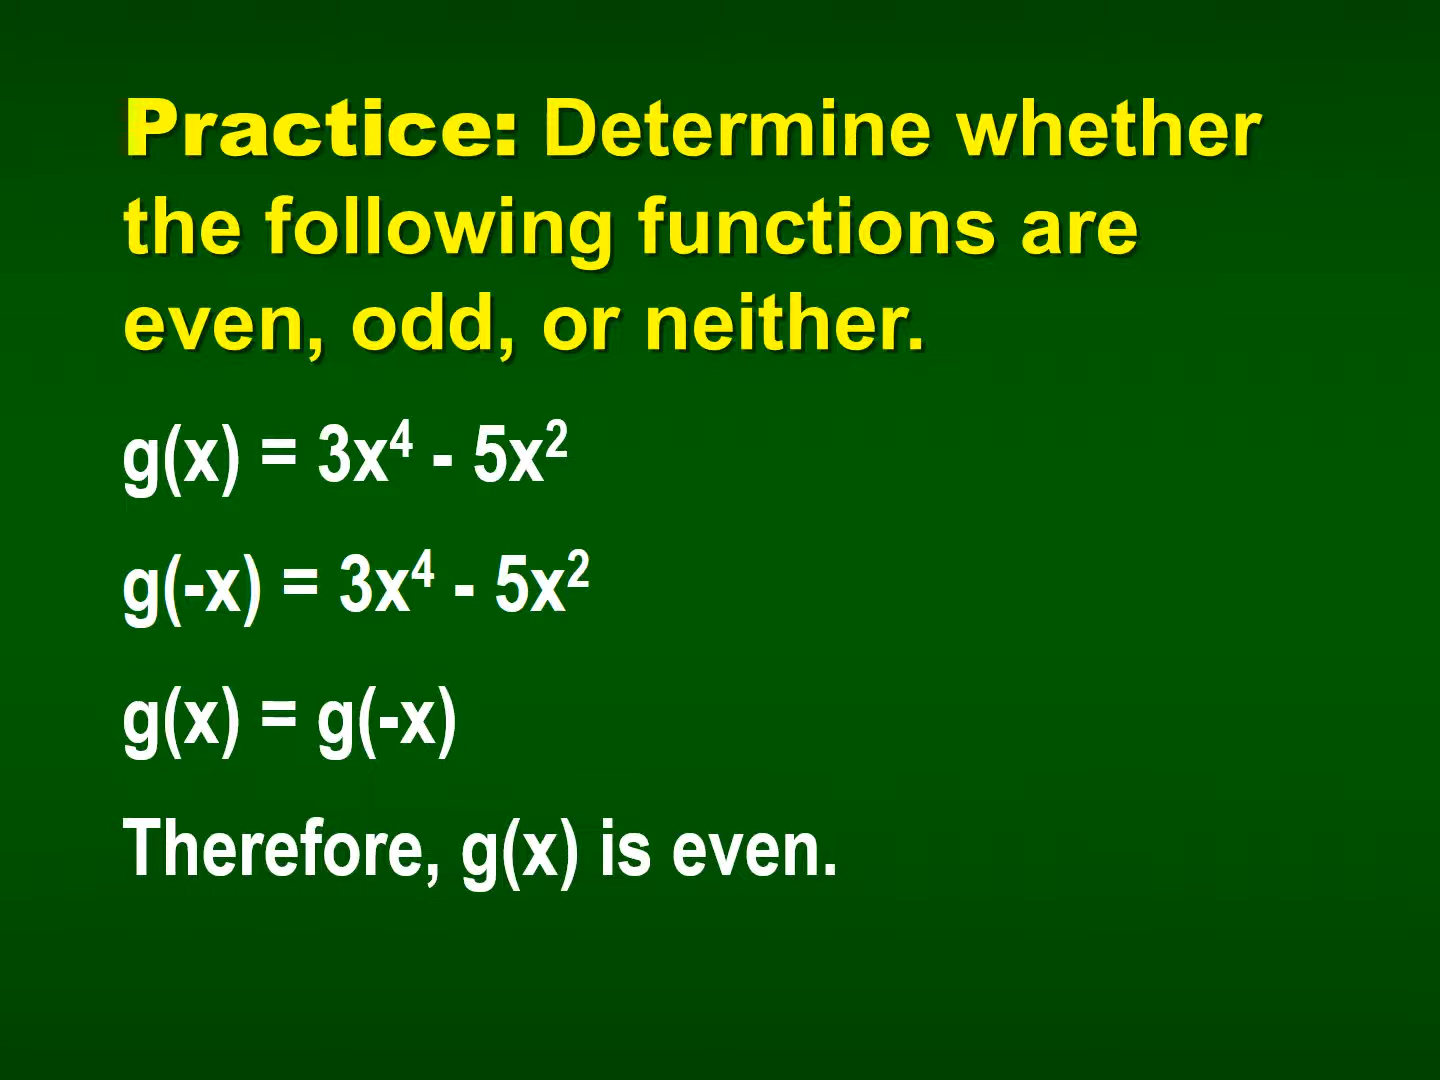 Practice: Determine whether
the following functions are
even, odd, or neither.
g(x) = 3x⁴ - 5x²
g(-x) = 3x⁴ - 5x²
g(x) = g(-x)
Therefore, g(x) is even.